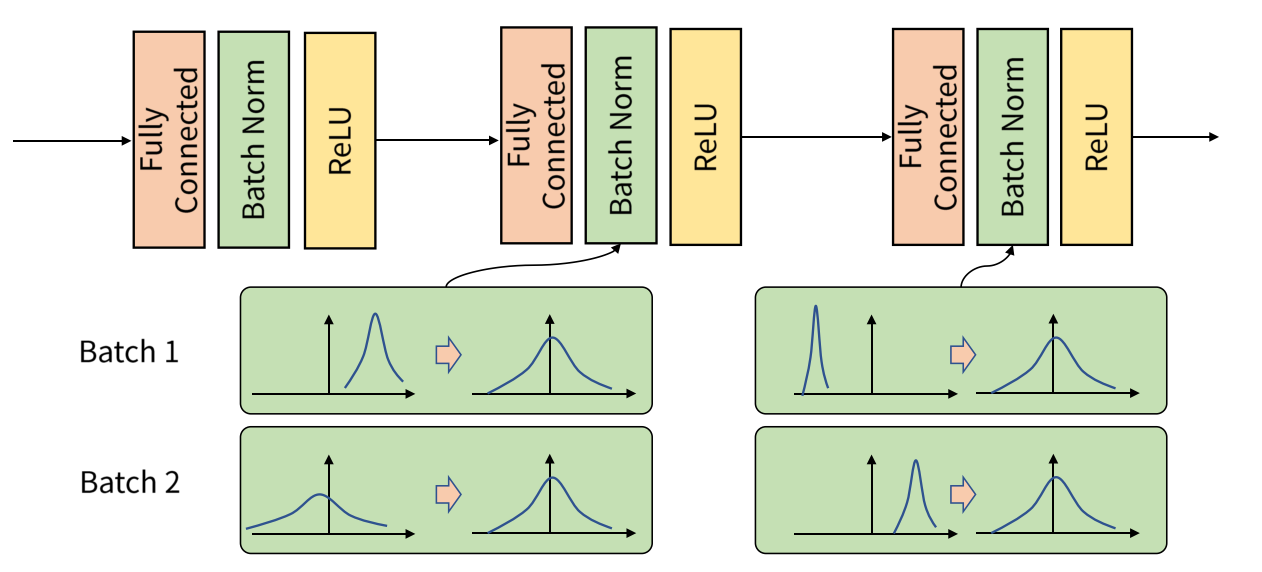 Fully
Connected
Batch Norm
ReLU
Fully
Connected
Batch Norm
ReLU
Fully
Connected
Batch Norm
ReLU
Batch 1
Batch 2